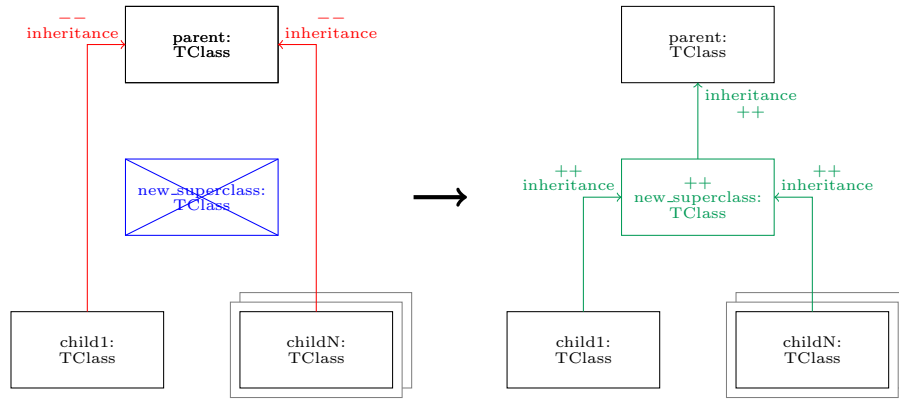 −−
inheritance
parent:
TClass
−−
inheritance
new_superclass:
TClass
child1:
TClass
childN:
TClass
parent:
TClass
inheritance
++
++
inheritance
++
new_superclass:
TClass
++
inheritance
child1:
TClass
childN:
TClass